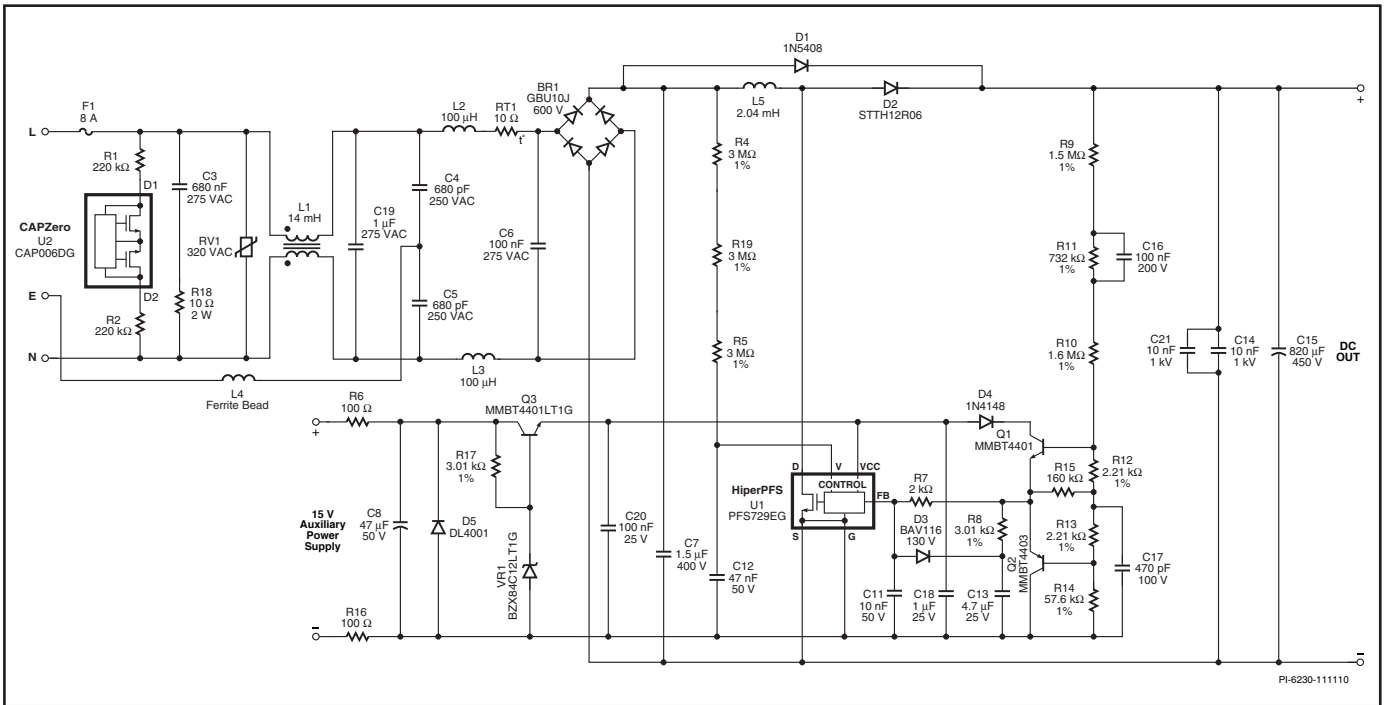 D1
1N5408
F1
8 A
L
R1
220 kΩ
D1
CAPZero
U2
CAP006DG
D2
E
R2
220 kΩ
N
C3
680 nF
275 VAC
R18
10 Ω
2 W
RV1
320 VAC
L1
14 mH
C19
1 µF
275 VAC
L2
100 µH
RT1
10 Ω
t°
C4
680 pF
250 VAC
C5
680 pF
250 VAC
C6
100 nF
275 VAC
L3
100 µH
L4
Ferrite Bead
BR1
GBU10J
600 V
L5
2.04 mH
D2
STTH12R06
+
R4
3 MΩ
1%
R19
3 MΩ
1%
R5
3 MΩ
1%
R9
1.5 MΩ
1%
R11
732 kΩ
1%
C16
100 nF
200 V
R10
1.6 MΩ
1%
C21
10 nF
1 kV
C14
10 nF
1 kV
C15
820 µF
450 V
DC
OUT
R6
100 Ω
+
15 V
Auxiliary
Power
Supply
–
R16
100 Ω
C8
47 µF
50 V
D5
DL4001
R17
3.01 kΩ
1%
Q3
MMBT4401LT1G
VR1
BZX84C12LT1G
C20
100 nF
25 V
C7
1.5 µF
400 V
C12
47 nF
50 V
HiperPFS
U1
PFS729EG
D
V
VCC
CONTROL
FB
S
G
R7
2 kΩ
D3
BAV116
130 V
R8
3.01 kΩ
1%
C11
10 nF
50 V
C18
1 µF
25 V
C13
4.7 µF
25 V
D4
1N4148
Q1
MMBT4401
R15
160 kΩ
R12
2.21 kΩ
1%
Q2
MMBT4403
R13
2.21 kΩ
1%
R14
57.6 kΩ
1%
C17
470 pF
100 V
–
PI-6230-111110